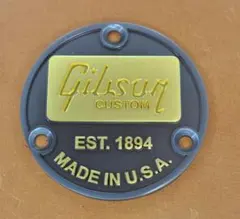 Gibson
CUSTOM
EST. 1894
MADE IN U.S.A.